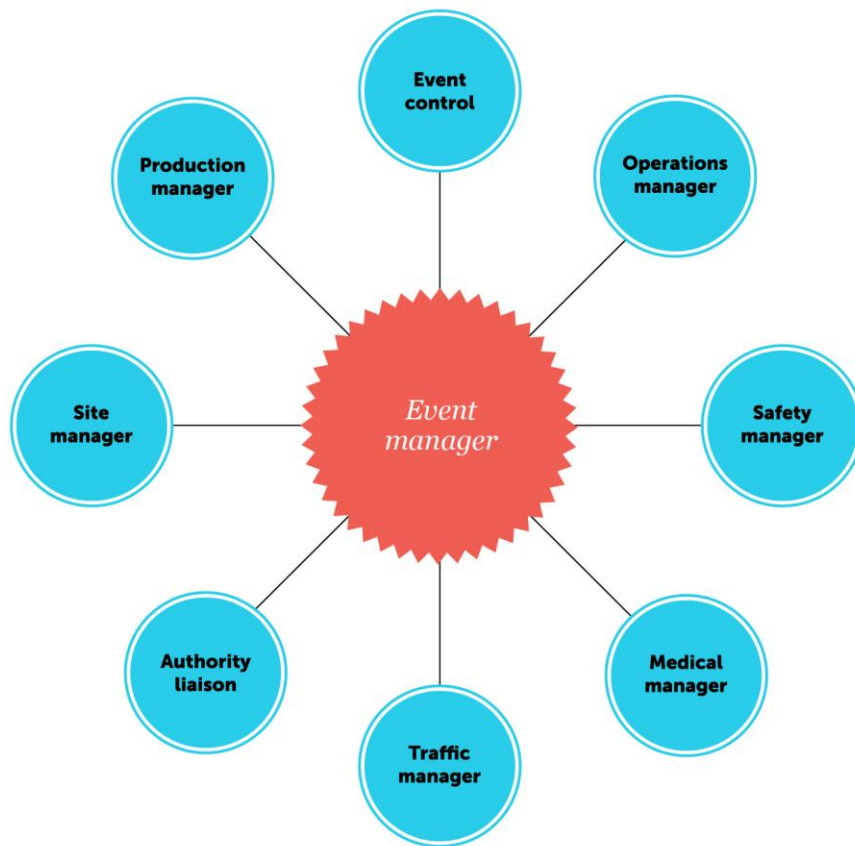 Event
control
Operations
manager
Safety
manager
Medical
manager
Traffic
manager
Authority
liaison
Site
manager
Production
manager
Event
manager